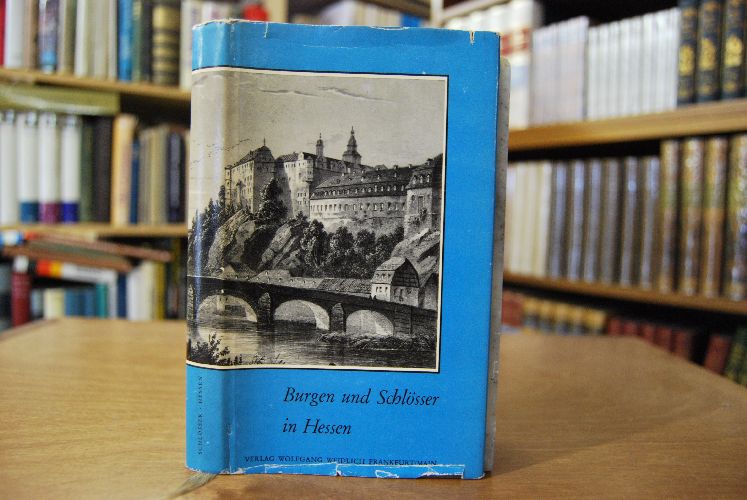 Burgen und Schlösser
in Hessen
VERLAG WOLFGANG WEIDLICH FRANKFURT/MAIN
SCHLÖSSER · HESSEN